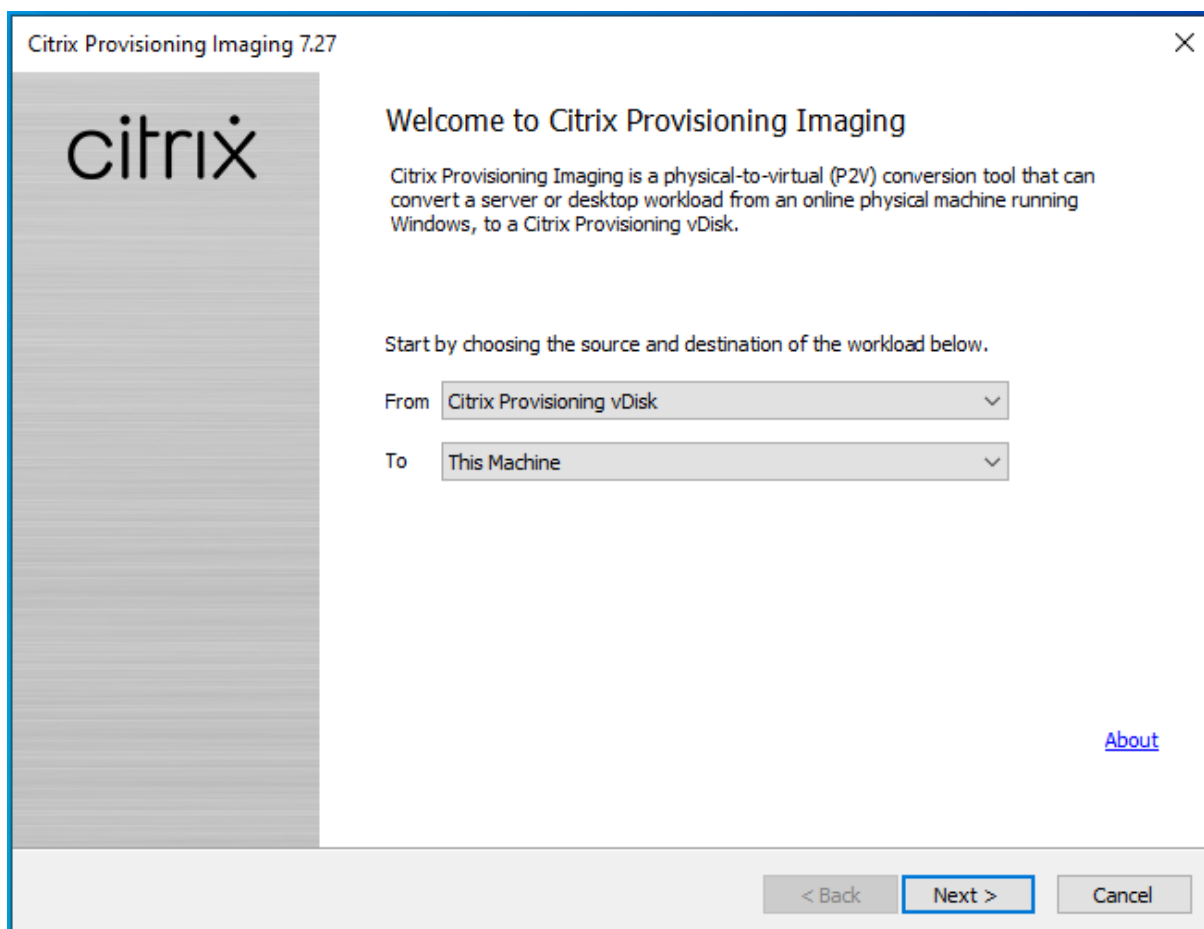 Citrix Provisioning Imaging 7.27
citrix
Welcome to Citrix Provisioning Imaging
Citrix Provisioning Imaging is a physical-to-virtual (P2V) conversion tool that can
convert a server or desktop workload from an online physical machine running
Windows, to a Citrix Provisioning vDisk.
Start by choosing the source and destination of the workload below.
From Citrix Provisioning vDisk
To This Machine
About
< Back Next > Cancel